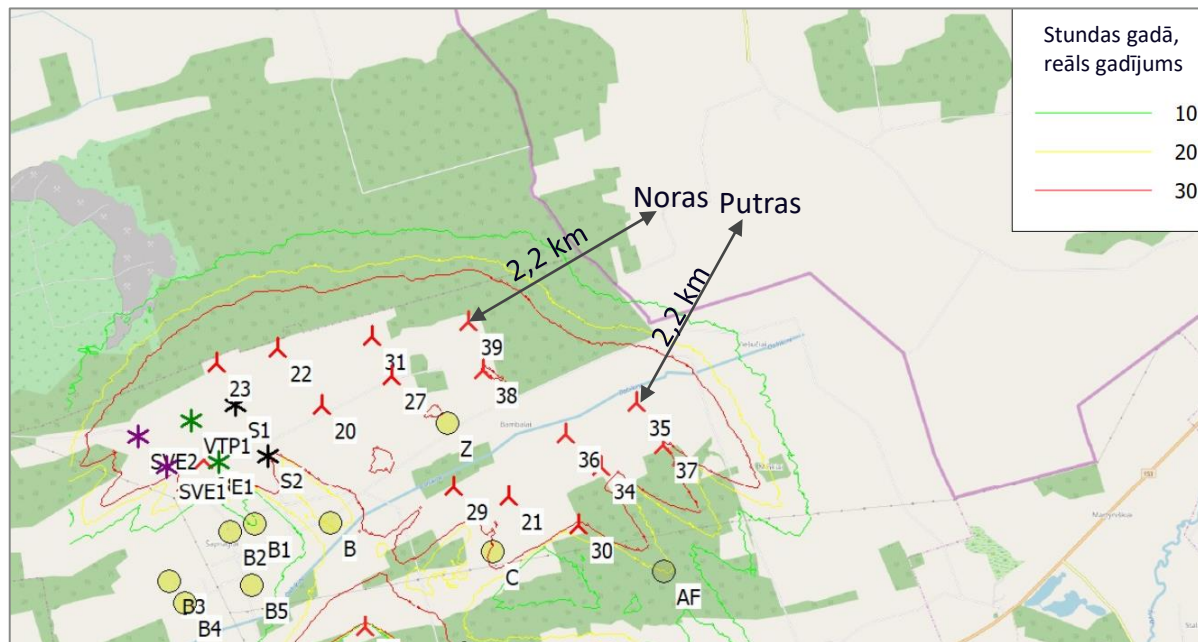 Stundas gadā,
reāls gadījums
10
20
30
Noras
Putras
2,2 km
2,2 km
39
31
22
38
23
27
20
S1
Z
35
VTP1
36
SVE2
S2
37
34
SVE1
29
21
30
B
B1
B2
C
AF
B5
B3
B4